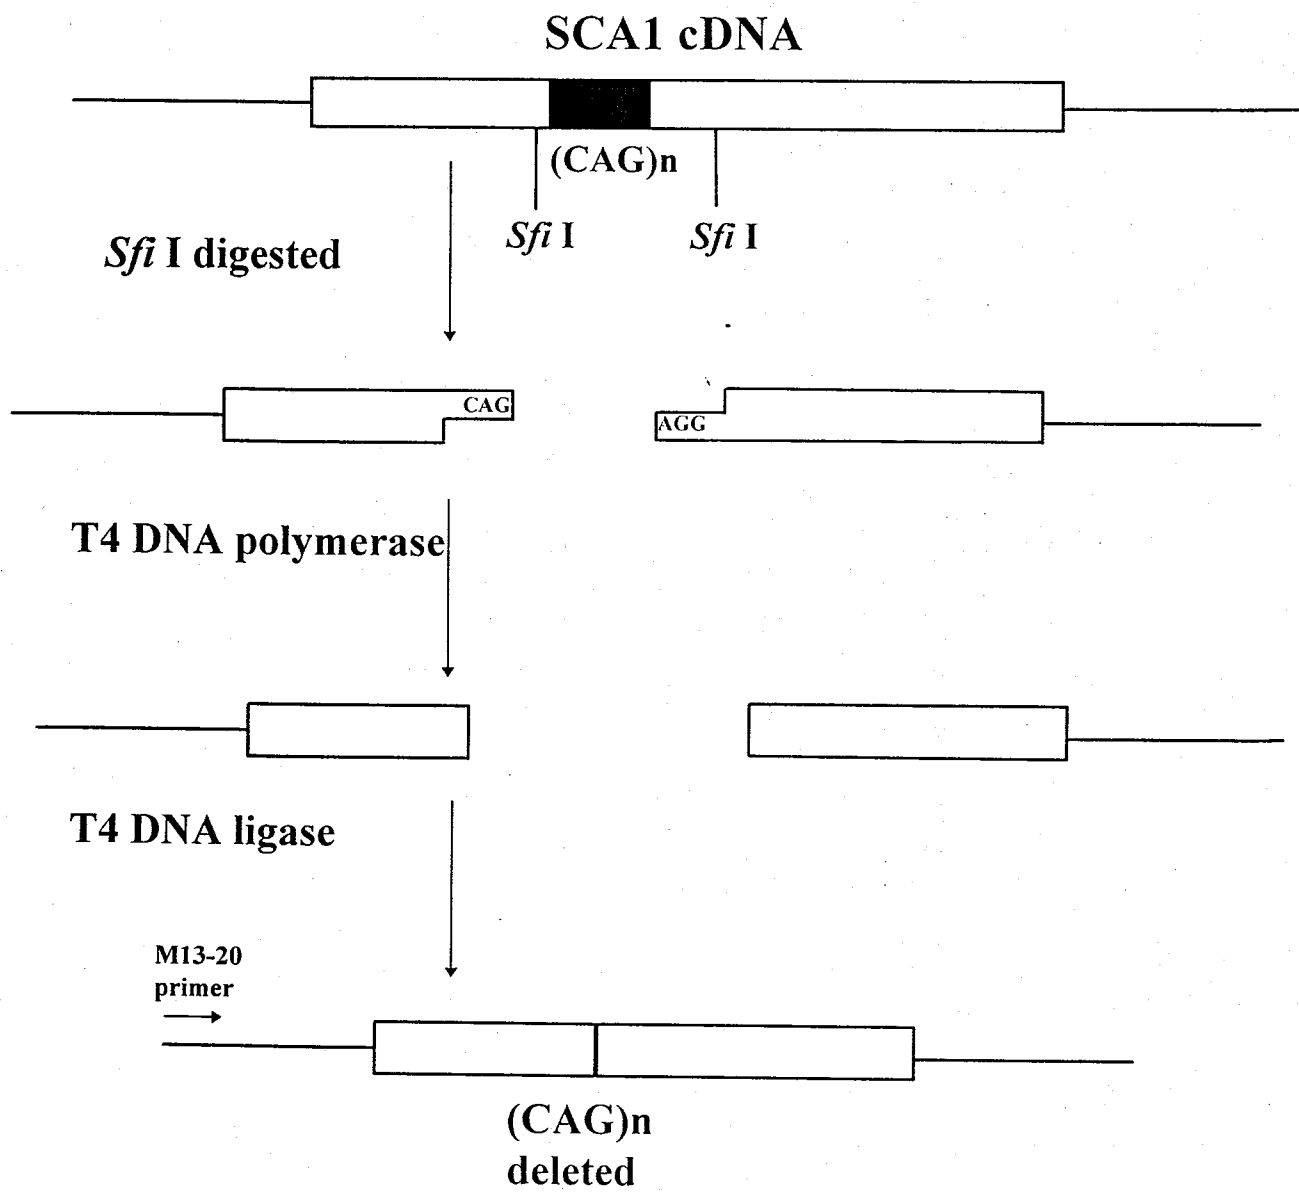 SCA1 cDNA
(CAG)n
Sfi I Sfi I
Sfi I digested
CAG
AGG
T4 DNA polymerase
T4 DNA ligase
M13-20
primer
(CAG)n
deleted